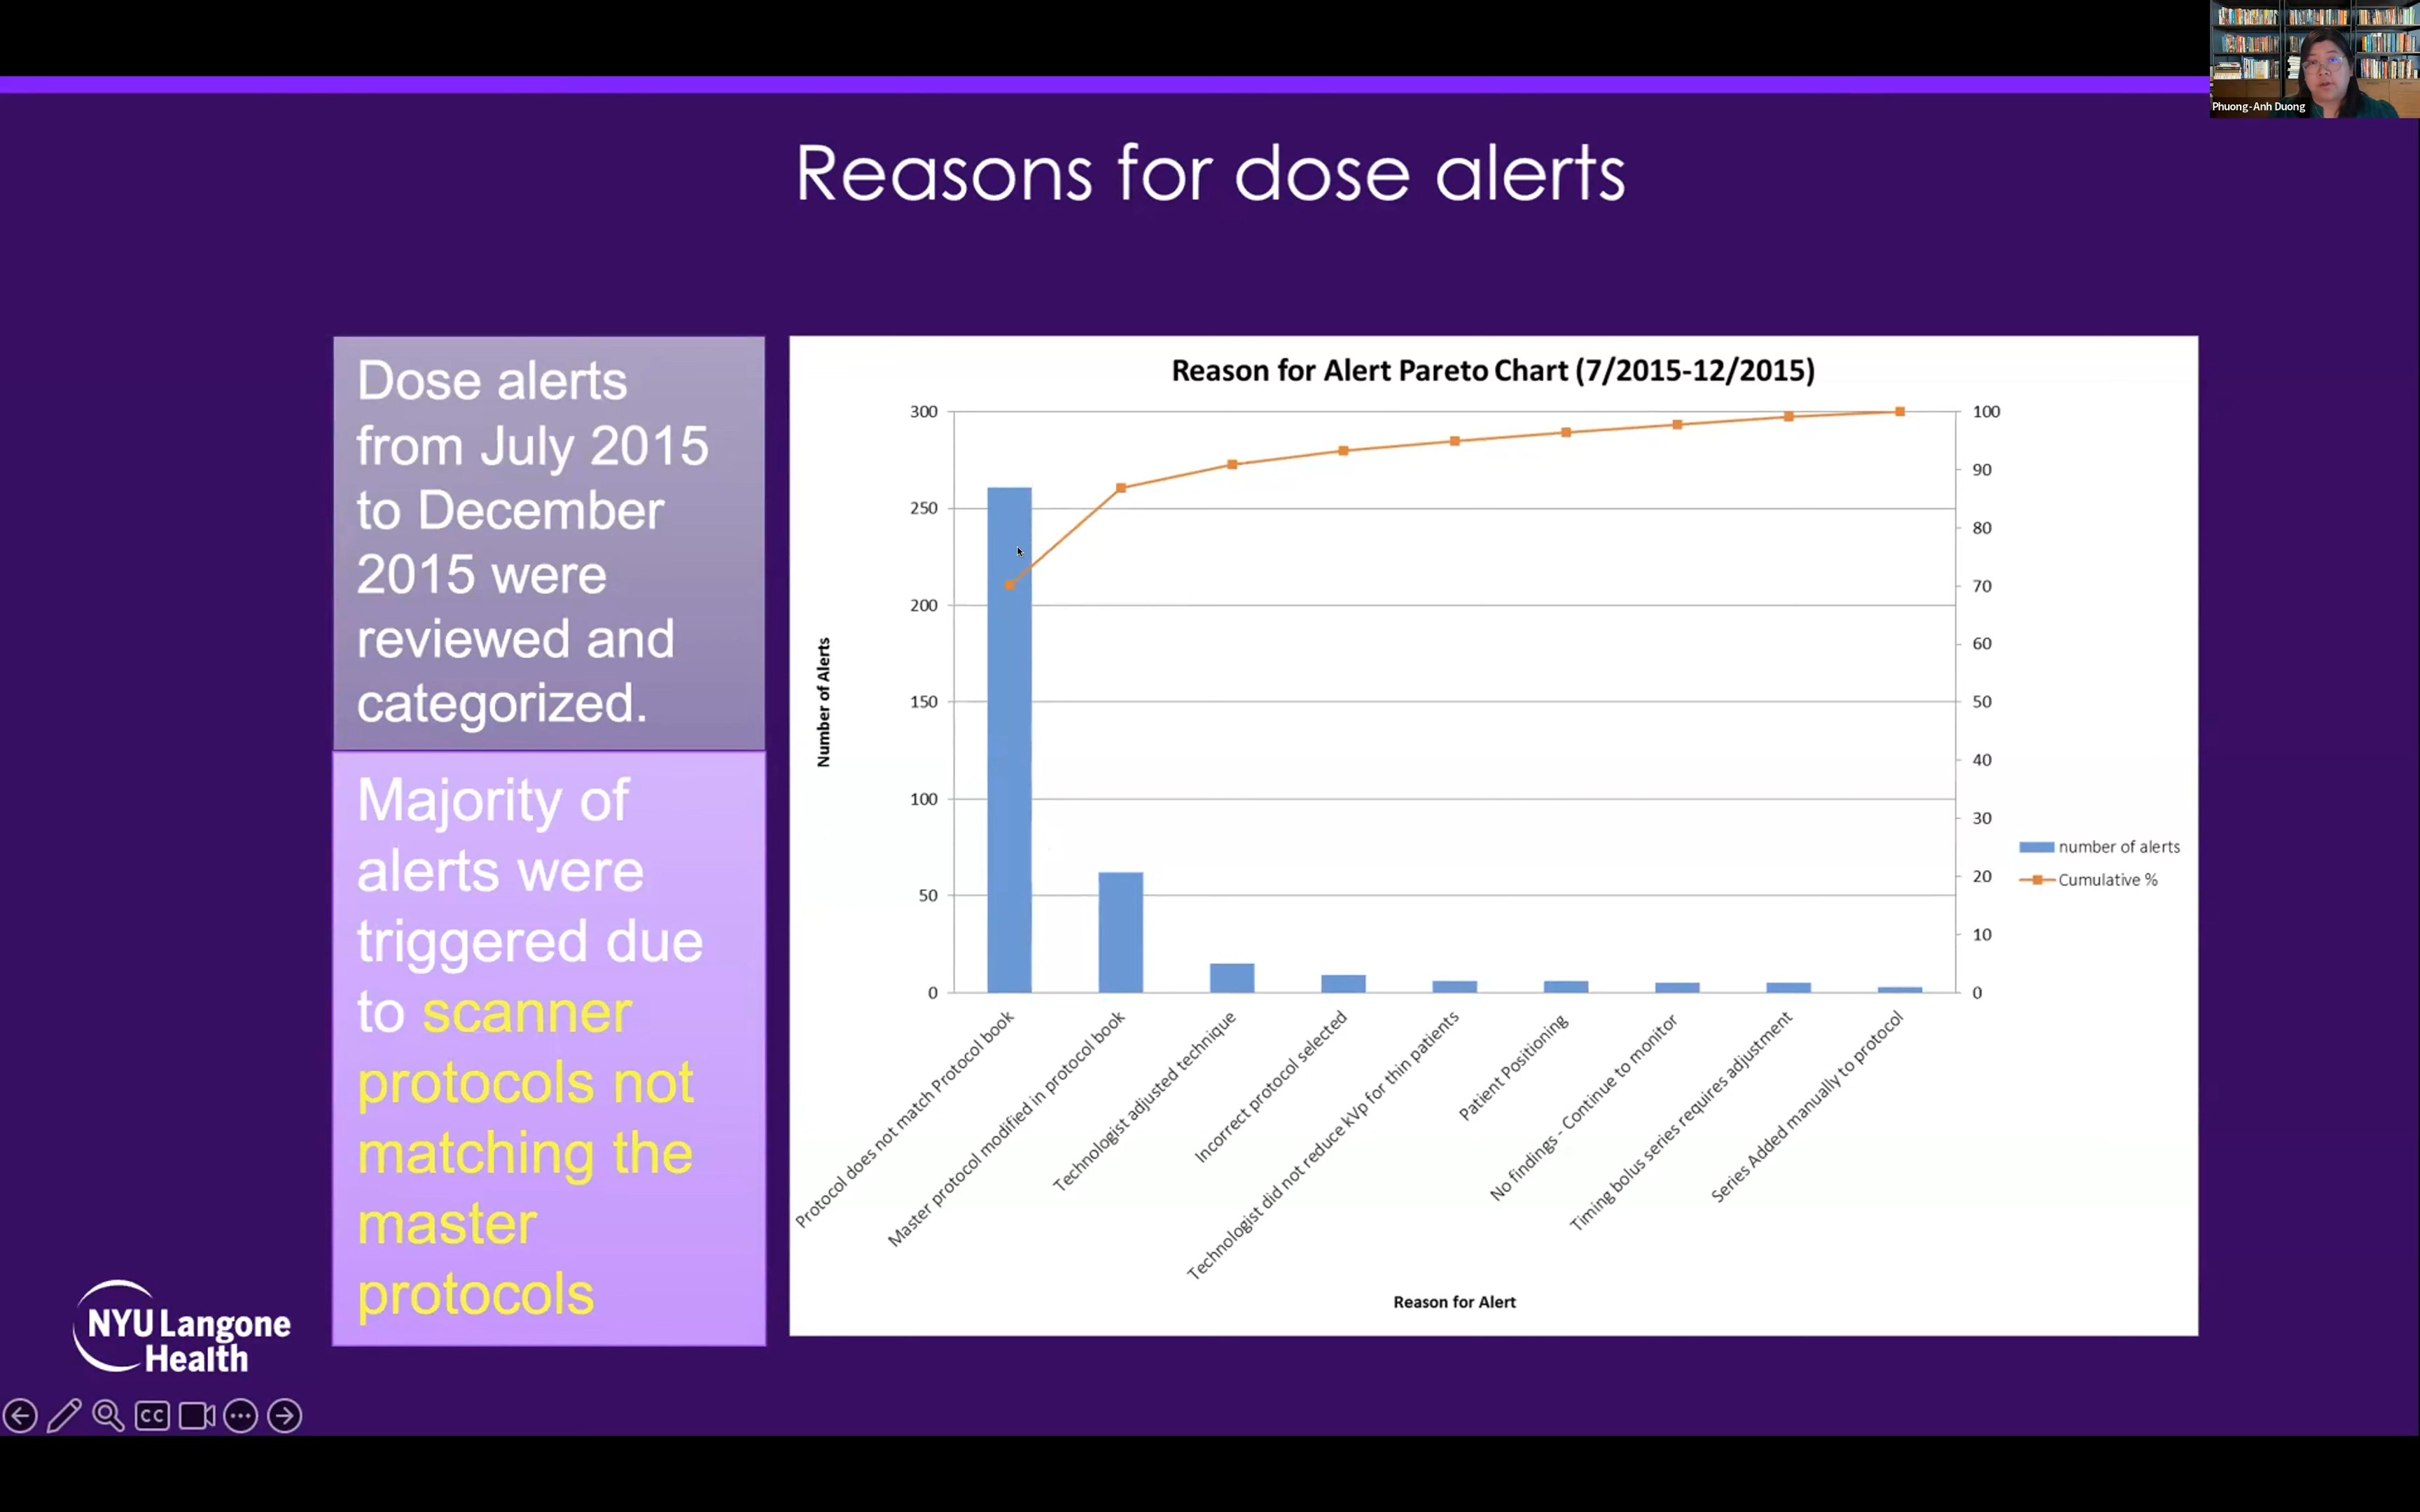 Phuong-Anh Duong
Reasons for dose alerts
Dose alerts
from July 2015
to December
2015 were
reviewed and
categorized.
Majority of
alerts were
triggered due
to scanner
protocols not
matching the
master
protocols
Reason for Alert Pareto Chart (7/2015-12/2015)
300
250
200
150
100
50
0
Number of Alerts
100
90
80
70
60
50
40
30
20
10
0
number of alerts
Cumulative %
Protocol does not match Protocol book
Master protocol modified in protocol book
Technologist adjusted technique
Incorrect protocol selected
Technologist did not reduce kVp for thin patients
Patient Positioning
No findings - Continue to monitor
Timing bolus series requires adjustment
Series Added manually to protocol
Reason for Alert
NYU Langone
Health
CC